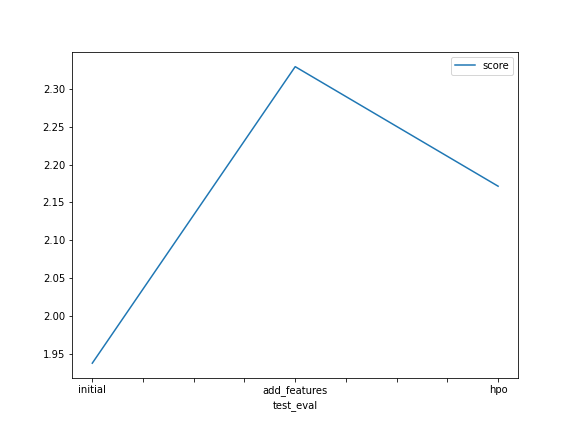 score
2.30
2.25
2.20
2.15
2.10
2.05
2.00
1.95
initial add_features hpo
test_eval